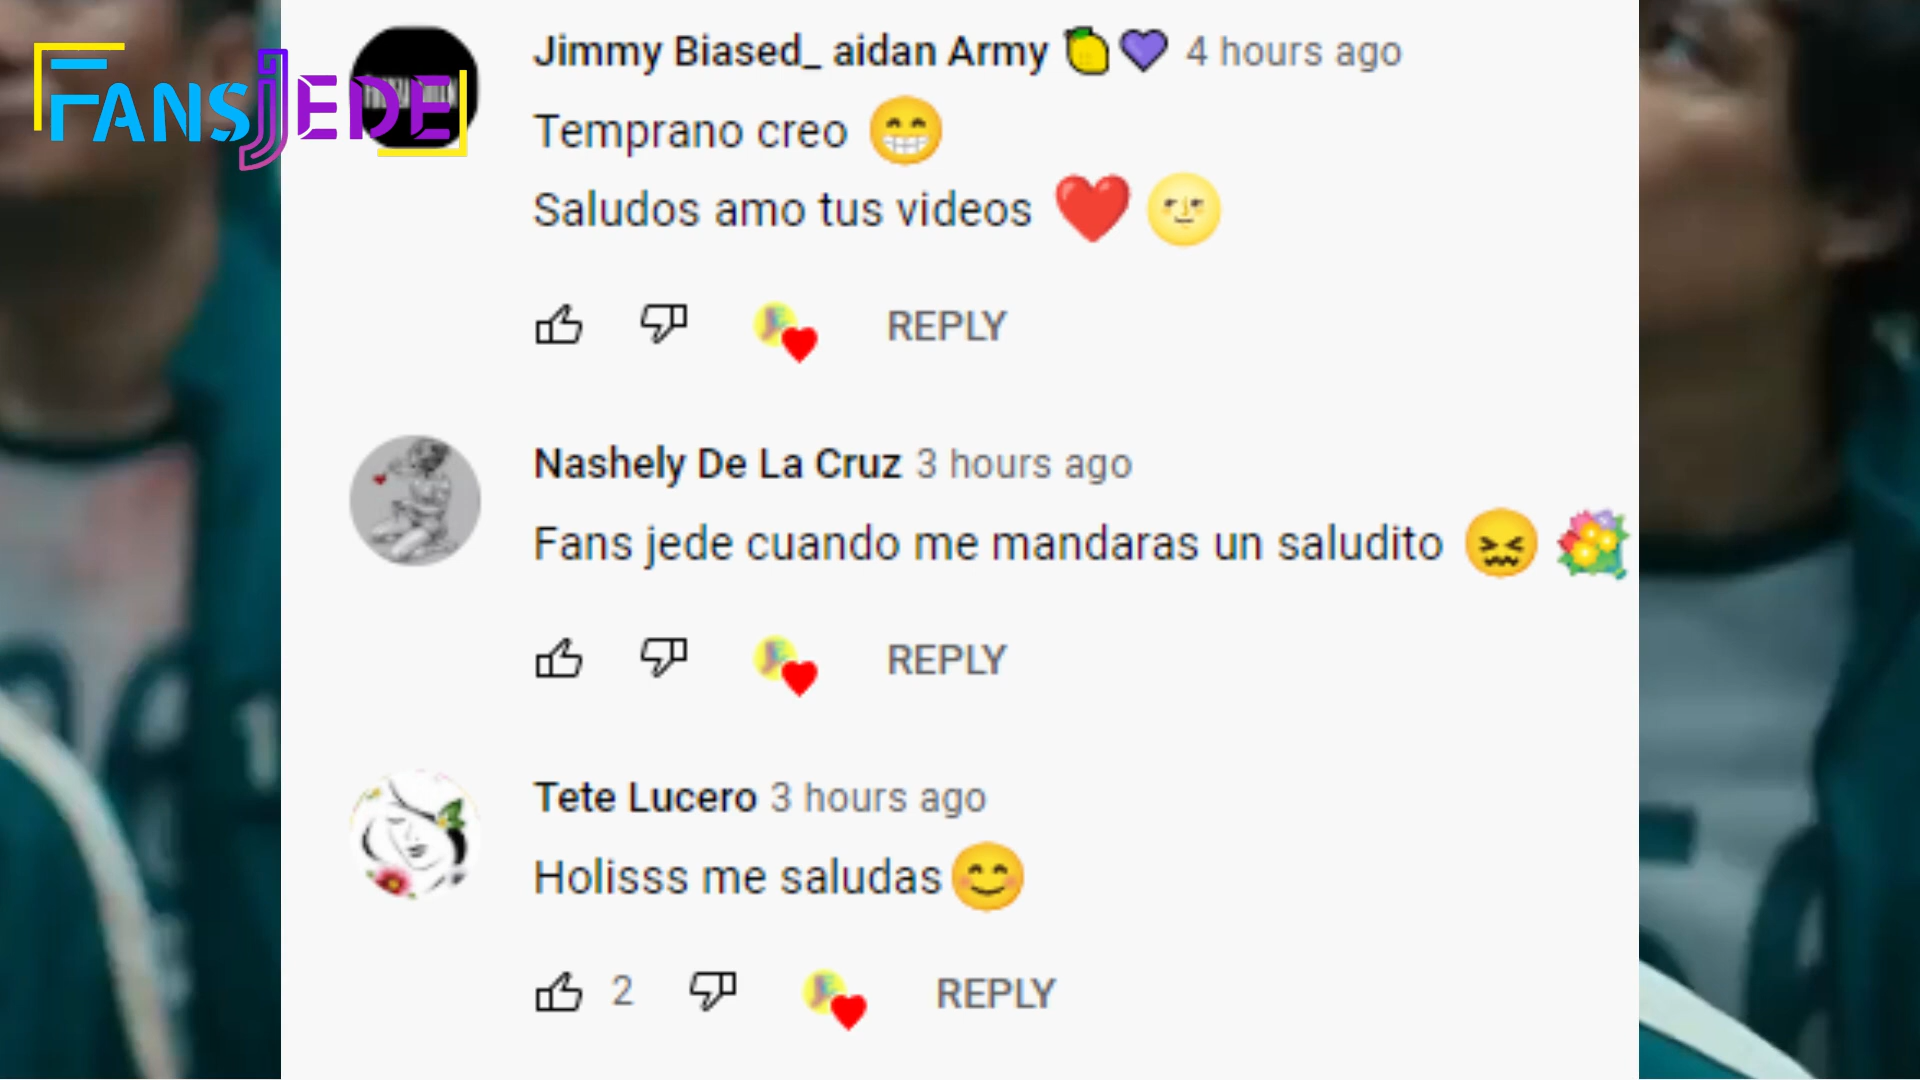 FANSJEDE
Jimmy Biased_ aidan Army 🍋💜 4 hours ago
Temprano creo 😁
Saludos amo tus videos ❤️🌝
REPLY
Nashely De La Cruz 3 hours ago
Fans jede cuando me mandaras un saludito 😖💐
REPLY
Tete Lucero 3 hours ago
Holisss me saludas😊
2
REPLY